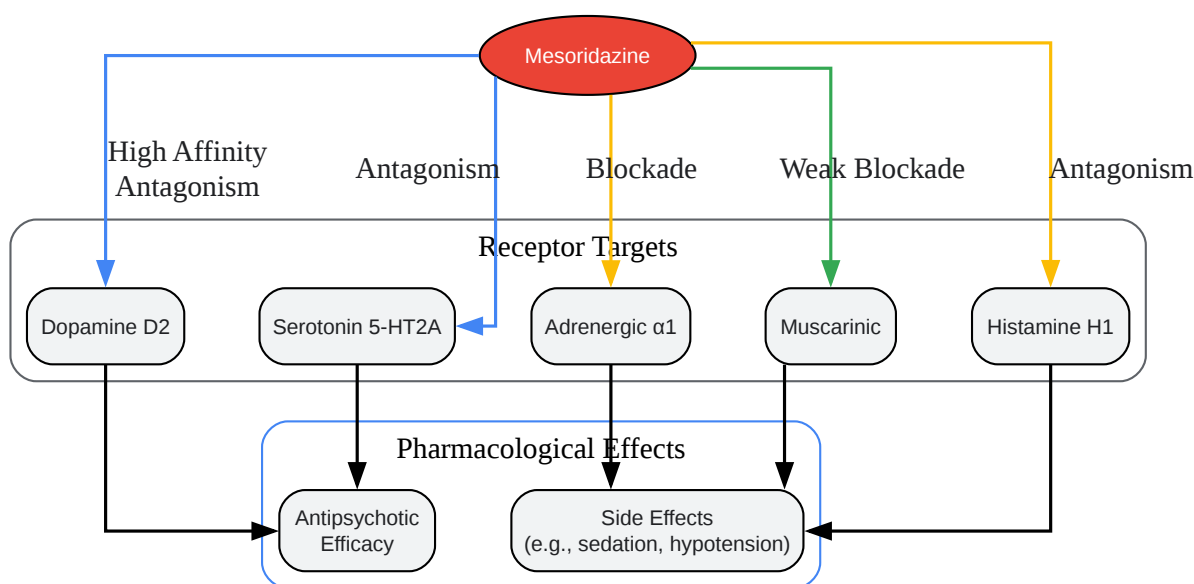 Mesoridazine
High Affinity
Antagonism
Antagonism
Blockade
Weak Blockade
Antagonism
Receptor Targets
Dopamine D2
Serotonin 5-HT2A
Adrenergic α1
Muscarinic
Histamine H1
Pharmacological Effects
Antipsychotic
Efficacy
Side Effects
(e.g., sedation, hypotension)